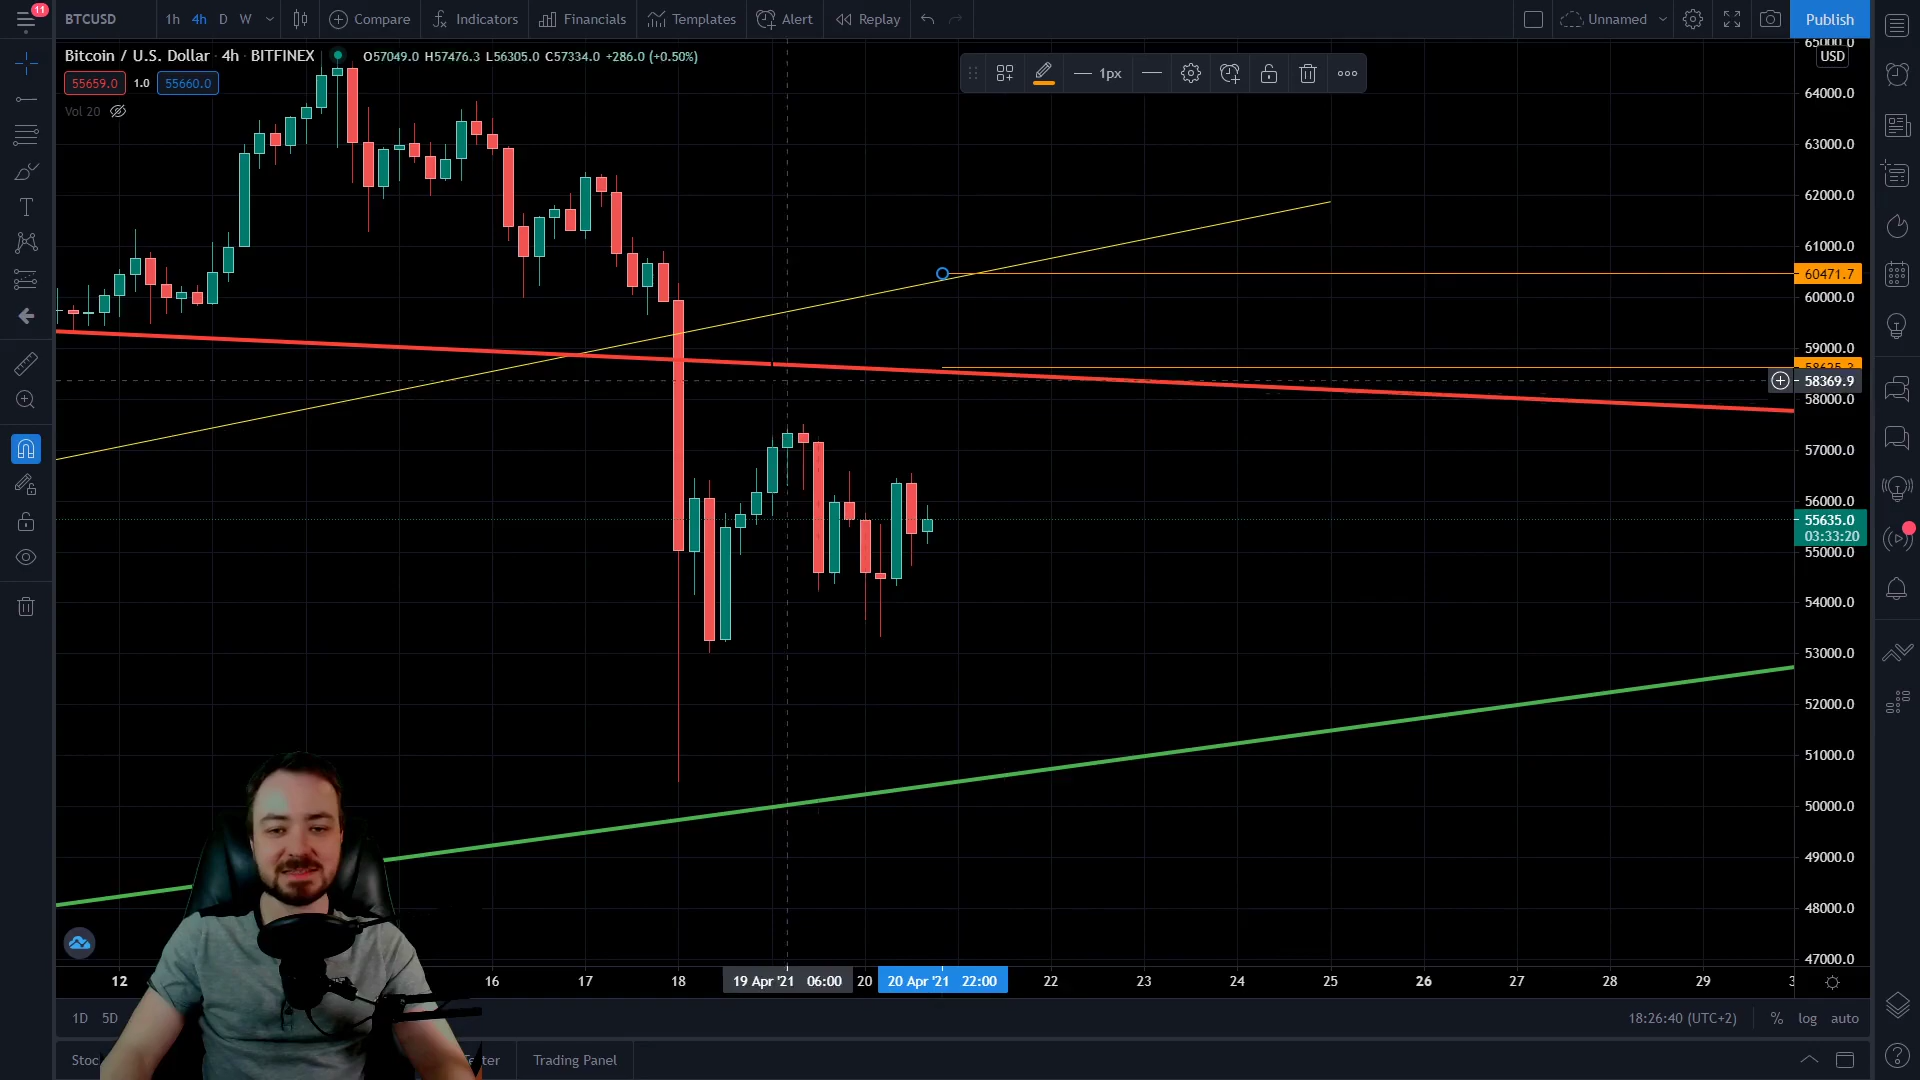 11
BTCUSD 1h 4h D W Compare Indicators Financials Templates Alert Replay Unnamed Publish
Bitcoin / U.S. Dollar · 4h · BITFINEX O57049.0 H57476.3 L56305.0 C57334.0 +286.0 (+0.50%)
55659.0 1.0 55660.0
Vol 20
1px
65000.0
USD
64000.0
63000.0
62000.0
61000.0
60471.7
60000.0
59000.0
58369.9
58000.0
57000.0
56000.0
55635.0
03:33:20
55000.0
54000.0
53000.0
52000.0
51000.0
50000.0
49000.0
48000.0
47000.0
12 16 17 18 19 Apr '21 06:00 20 20 Apr '21 22:00 22 23 24 25 26 27 28 29 3
1D 5D 18:26:40 (UTC+2) % log auto
Stoc ter Trading Panel